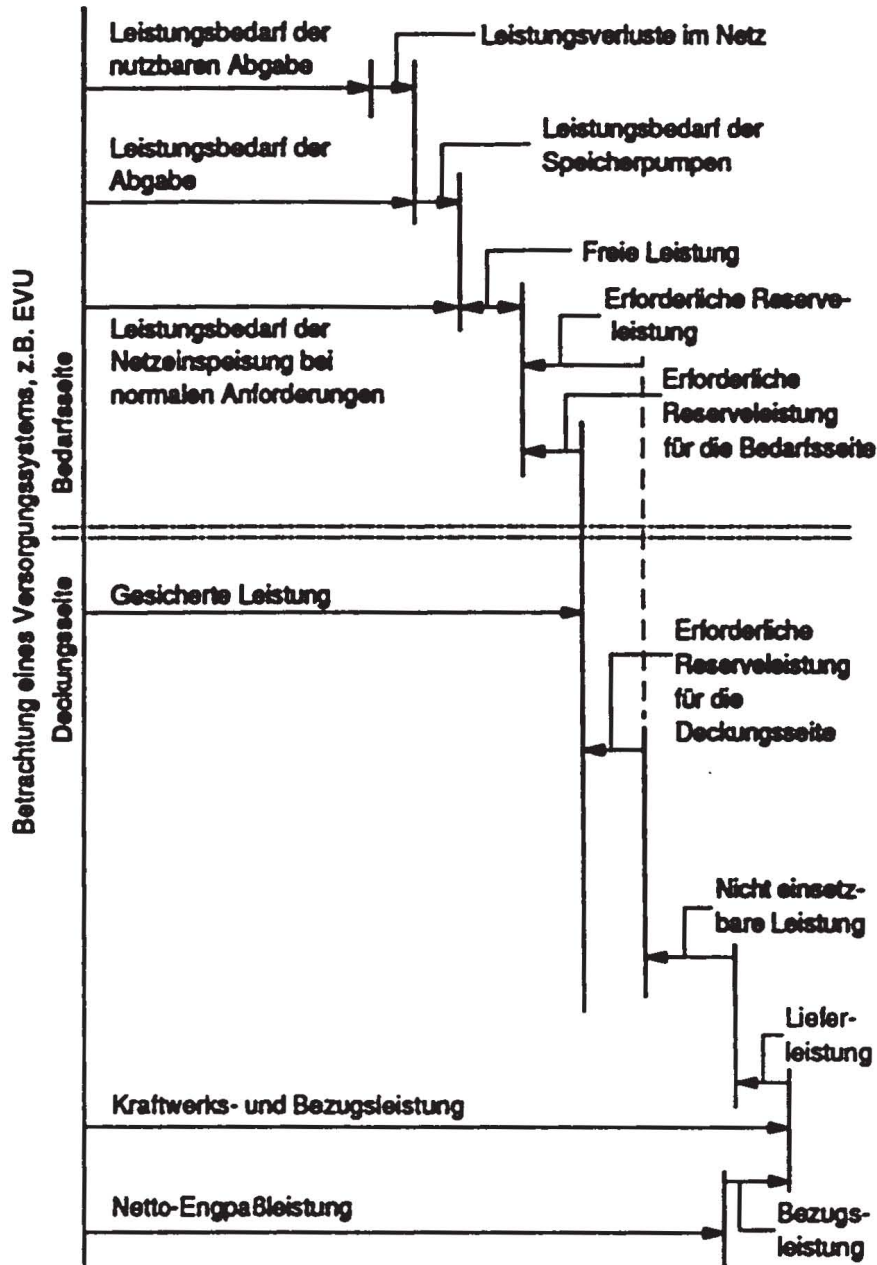 Leistungsbedarf der
nutzbaren Abgabe
Leistungsverluste im Netz
Leistungsbedarf der
Speicherpumpen
Leistungsbedarf der
Abgabe
Freie Leistung
Erforderliche Reserve-
leistung
Leistungsbedarf der
Netzeinspeisung bei
normalen Anforderungen
Erforderliche
Reserveleistung
für die Bedarfsseite
Betrachtung eines Versorgungssystems, z.B. EVU
Bedarfsseite
Deckungsseite
Gesicherte Leistung
Erforderliche
Reserveleistung
für die
Deckungsseite
Nicht einsetz-
bare Leistung
Liefer-
leistung
Kraftwerks- und Bezugsleistung
Netto-Engpaßleistung
Bezugs-
leistung